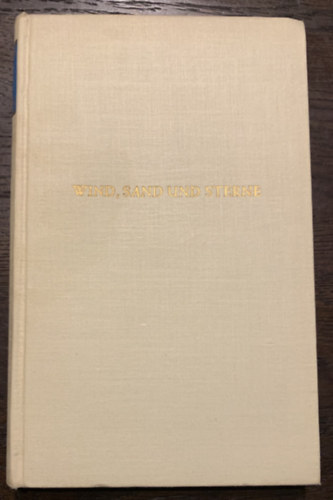 WIND, SAND UND STERNE